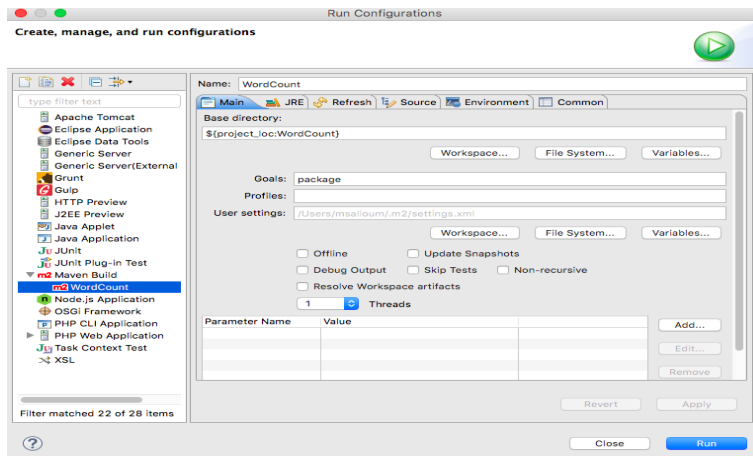 Run Configurations
Create, manage, and run configurations
type filter text
Apache Tomcat
Eclipse Application
Eclipse Data Tools
Generic Server
Generic Server(External
Grunt
Gulp
HTTP Preview
J2EE Preview
Java Applet
Java Application
JUnit
JUnit Plug-in Test
m2 Maven Build
m2 WordCount
Node.js Application
OSGi Framework
PHP CLI Application
PHP Web Application
Task Context Test
XSL
Filter matched 22 of 28 items
Name: WordCount
Main JRE Refresh Source Environment Common
Base directory:
${project_loc:WordCount}
Workspace... File System... Variables...
Goals: package
Profiles:
User settings: /Users/msalloum/.m2/settings.xml
Workspace... File System... Variables...
Offline Update Snapshots
Debug Output Skip Tests Non-recursive
Resolve Workspace artifacts
1 Threads
Parameter Name Value
Add...
Edit...
Remove
Revert Apply
? Close Run